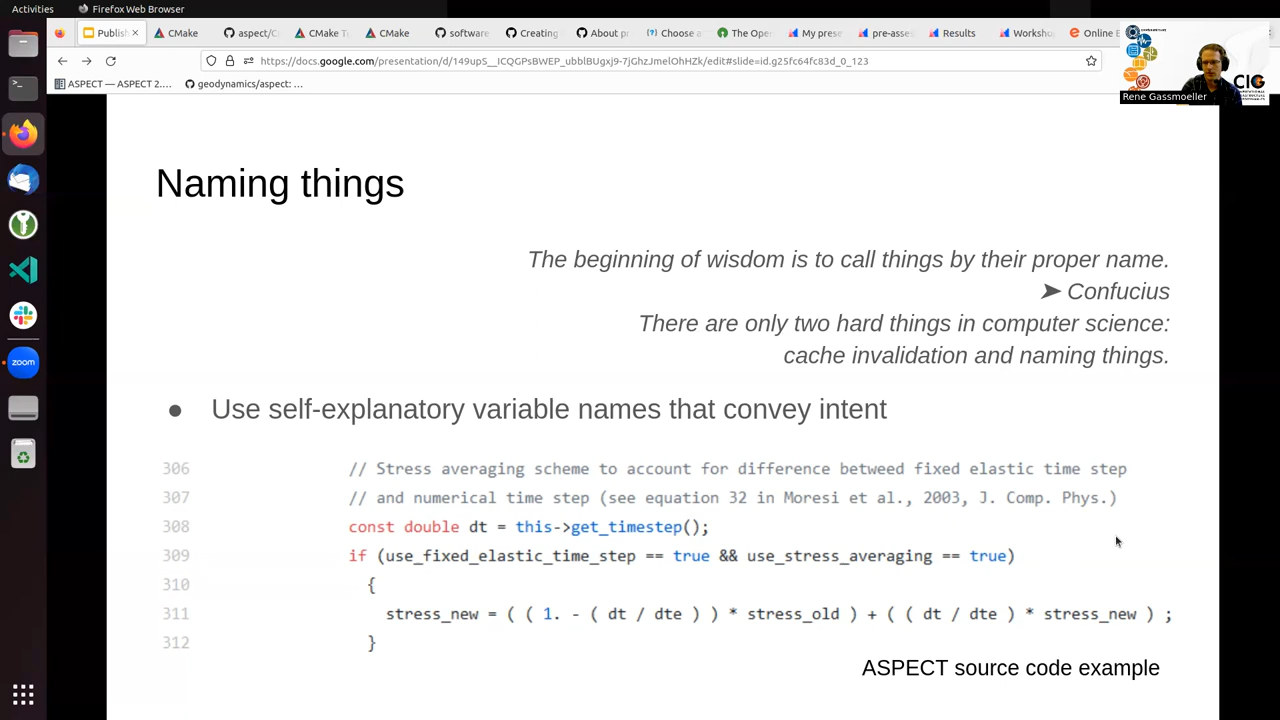 Activities
Firefox Web Browser
Publish
CMake
aspect/C
CMake Tu
CMake
software
Creating
About po
Choose a
The Open
My prese
pre-asses
Results
Worksho
Online E
https://docs.google.com/presentation/d/149upS__ICQGPsBWEP_ubblBUgxj9-7jGhzJmelOhHZk/edit#slide=id.g25fc64fc83d_0_123
ASPECT — ASPECT 2....
geodynamics/aspect: ...
Rene Gassmoeller
CIG
Naming things
The beginning of wisdom is to call things by their proper name.
➤ Confucius
There are only two hard things in computer science:
cache invalidation and naming things.
● Use self-explanatory variable names that convey intent
306 // Stress averaging scheme to account for difference betweed fixed elastic time step
307 // and numerical time step (see equation 32 in Moresi et al., 2003, J. Comp. Phys.)
308 const double dt = this->get_timestep();
309 if (use_fixed_elastic_time_step == true && use_stress_averaging == true)
310 {
311 stress_new = ( ( 1. - ( dt / dte ) ) * stress_old ) + ( ( dt / dte ) * stress_new ) ;
312 }
ASPECT source code example
zoom